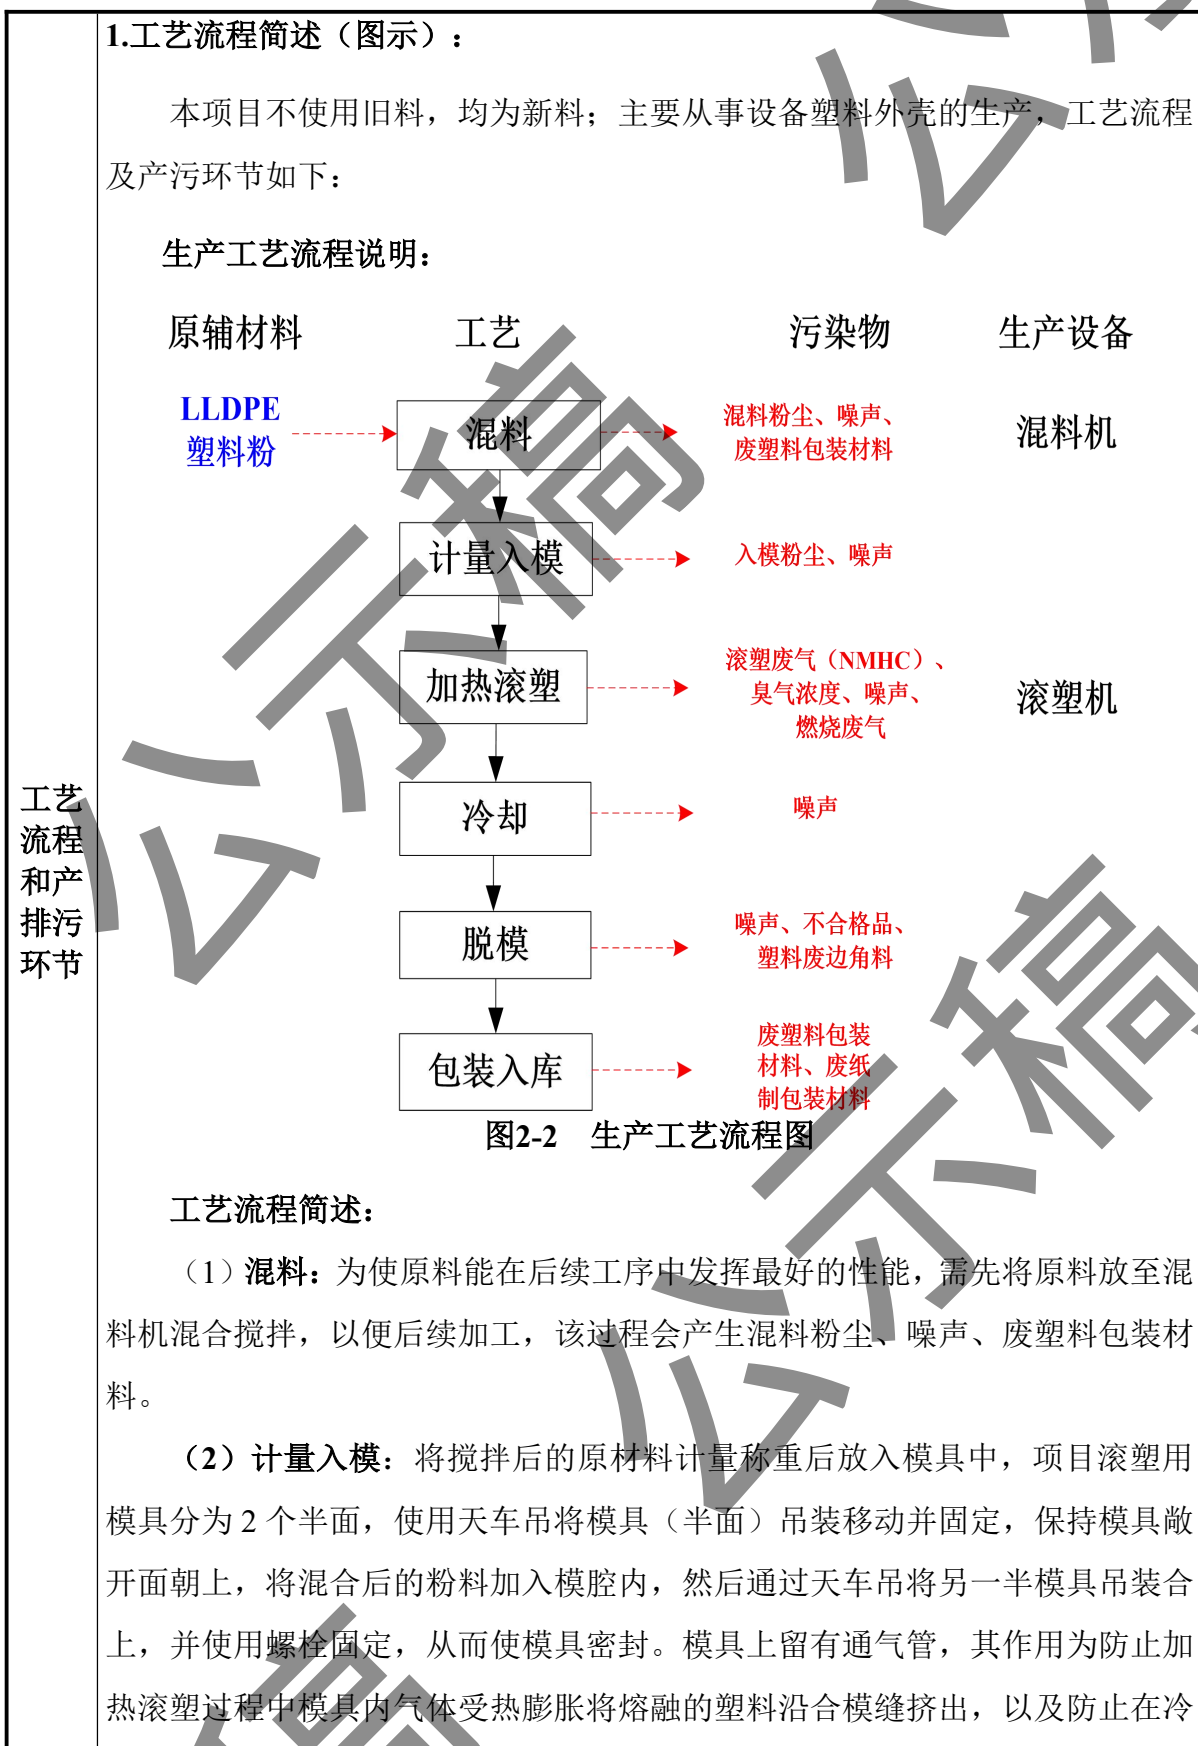 1.工艺流程简述（图示）：
本项目不使用旧料，均为新料；主要从事设备塑料外壳的生产，工艺流程
及产污环节如下：
生产工艺流程说明：
原辅材料 工艺 污染物 生产设备
LLDPE
塑料粉
混料
混料粉尘、噪声、
废塑料包装材料
混料机
计量入模
入模粉尘、噪声
加热滚塑
滚塑废气（NMHC）、
臭气浓度、噪声、
燃烧废气
滚塑机
冷却
噪声
脱模
噪声、不合格品、
塑料废边角料
包装入库
废塑料包装
材料、废纸
制包装材料
图2-2 生产工艺流程图
工艺
流程
和产
排污
环节
工艺流程简述：
（1）混料：为使原料能在后续工序中发挥最好的性能，需先将原料放至混
料机混合搅拌，以便后续加工，该过程会产生混料粉尘、噪声、废塑料包装材
料。
（2）计量入模：将搅拌后的原材料计量称重后放入模具中，项目滚塑用
模具分为 2 个半面，使用天车吊将模具（半面）吊装移动并固定，保持模具敞
开面朝上，将混合后的粉料加入模腔内，然后通过天车吊将另一半模具吊装合
上，并使用螺栓固定，从而使模具密封。模具上留有通气管，其作用为防止加
热滚塑过程中模具内气体受热膨胀将熔融的塑料沿合模缝挤出，以及防止在冷
公示稿
公示稿